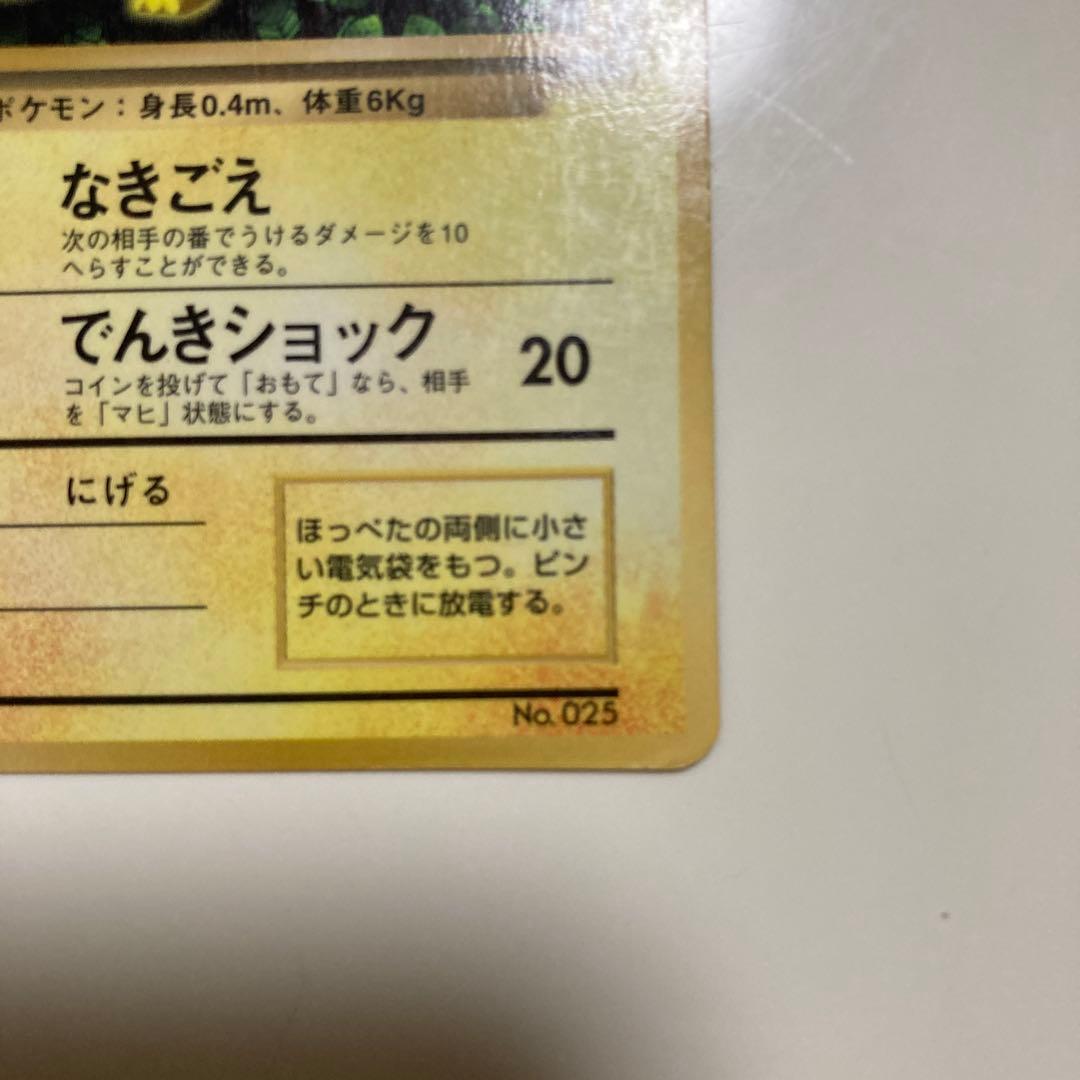 ポケモン：身長0.4m、体重6Kg
なきごえ
次の相手の番でうけるダメージを10
へらすことができる。
でんきショック 20
コインを投げて「おもて」なら、相手
を「マヒ」状態にする。
にげる
ほっぺたの両側に小さ
い電気袋をもつ。ピン
チのときに放電する。
No. 025